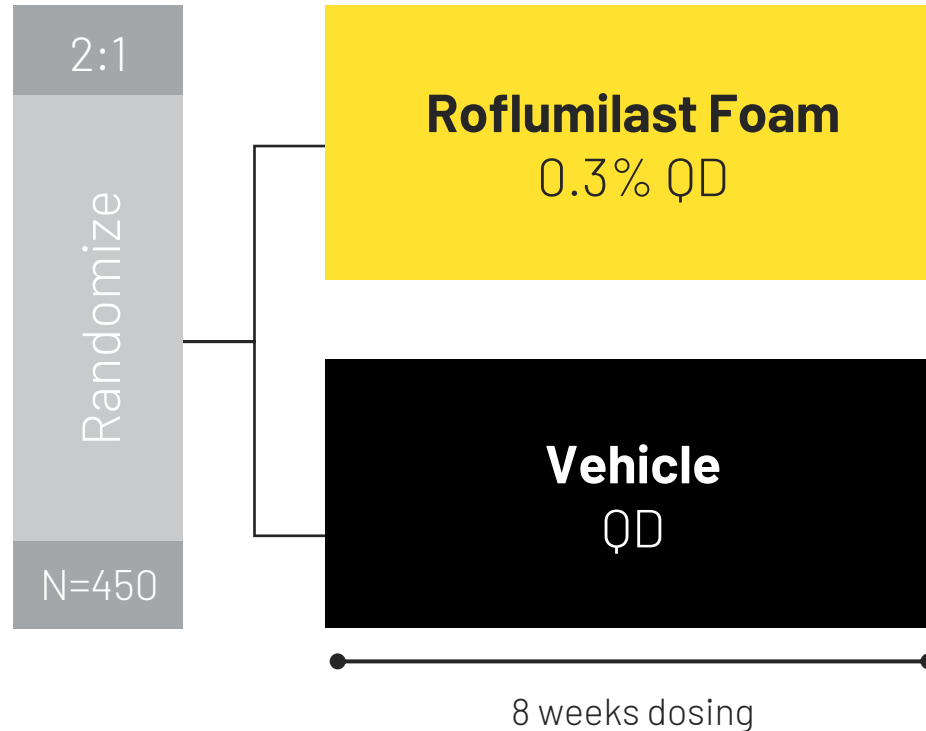 2:1
Randomize
N=450
Roflumilast Foam
0.3% QD
Vehicle
QD
8 weeks dosing